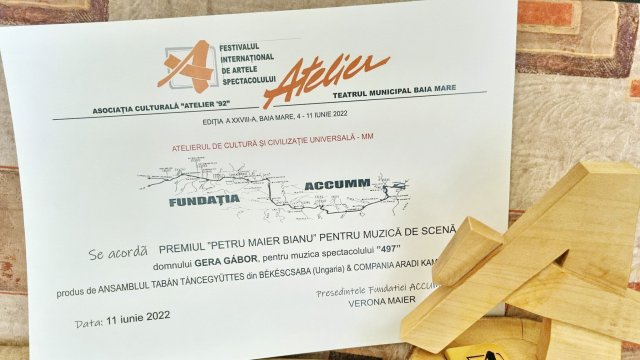 FESTIVALUL
INTERNAȚIONAL
DE ARTELE
SPECTACOLULUI
Atelier
ASOCIAȚIA CULTURALĂ "ATELIER '92"
TEATRUL MUNICIPAL BAIA MARE
EDIȚIA A XXVIII-A, BAIA MARE, 4 - 11 IUNIE 2022
ATELIERUL DE CULTURĂ ȘI CIVILIZAȚIE UNIVERSALĂ - MM
FUNDAȚIA ACCUMM
Se acordă PREMIUL "PETRU MAIER BIANU" PENTRU MUZICĂ DE SCENĂ
domnului GERA GÁBOR, pentru muzica spectacolului "497"
produs de ANSAMBLUL TABÁN TÁNCEGYÜTTES din BÉKÉSCSABA (Ungaria) & COMPANIA ARADI
Președintele Fundației
VERONA MAIER
Data: 11 iunie 2022